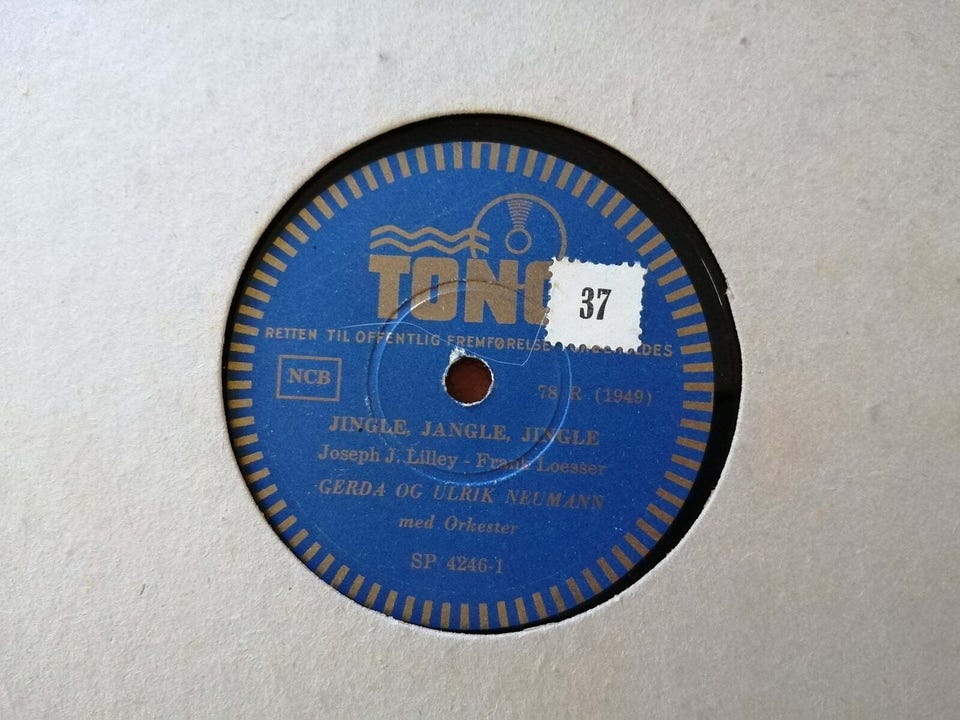 TONO
37
RETTEN TIL OFFENTLIG FREMFØRELSE
NCB
78 R (1949)
JINGLE, JANGLE, JINGLE
Joseph J. Lilley - Frank Loesser
GERDA OG ULRIK NEUMANN
med Orkester
SP 4246-1